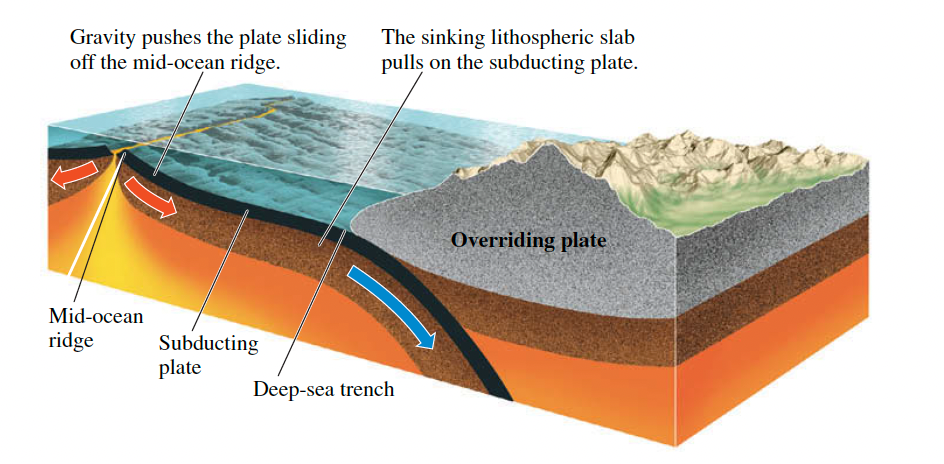 Gravity pushes the plate sliding
off the mid-ocean ridge.
The sinking lithospheric slab
pulls on the subducting plate.
Overriding plate
Mid-ocean
ridge
Subducting
plate
Deep-sea trench